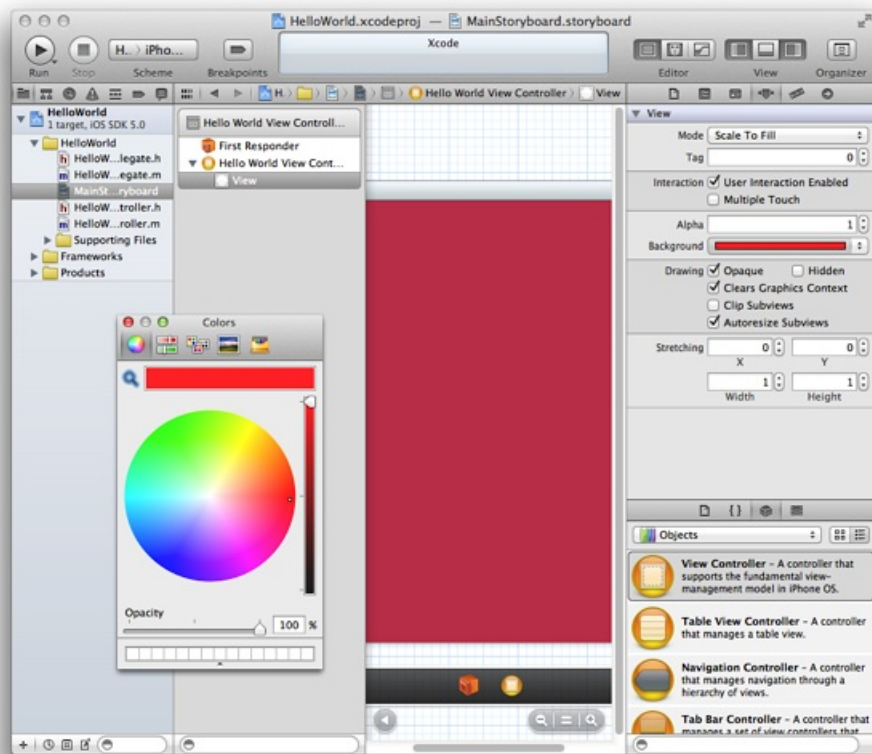 HelloWorld.xcodeproj — MainStoryboard.storyboard
Run Stop
H... › iPho...
Scheme
Breakpoints
Xcode
Editor
View
Organizer
H. › Hello World View Controller › View
HelloWorld
1 target, iOS SDK 5.0
HelloWorld
h HelloW...legate.h
m HelloW...egate.m
MainSt...ryboard
h HelloW...troller.h
m HelloW...roller.m
Supporting Files
Frameworks
Products
Hello World View Controll...
First Responder
Hello World View Cont...
View
Colors
Opacity
100 %
View
Mode Scale To Fill
Tag 0
Interaction User Interaction Enabled
Multiple Touch
Alpha 1
Background
Drawing Opaque Hidden
Clears Graphics Context
Clip Subviews
Autoresize Subviews
Stretching 0 0
X Y
1 1
Width Height
{ }
Objects
View Controller – A controller that
supports the fundamental view-
management model in iPhone OS.
Table View Controller – A controller
that manages a table view.
Navigation Controller – A controller
that manages navigation through a
hierarchy of views.
Tab Bar Controller – A controller that
manages a set of view controllers that